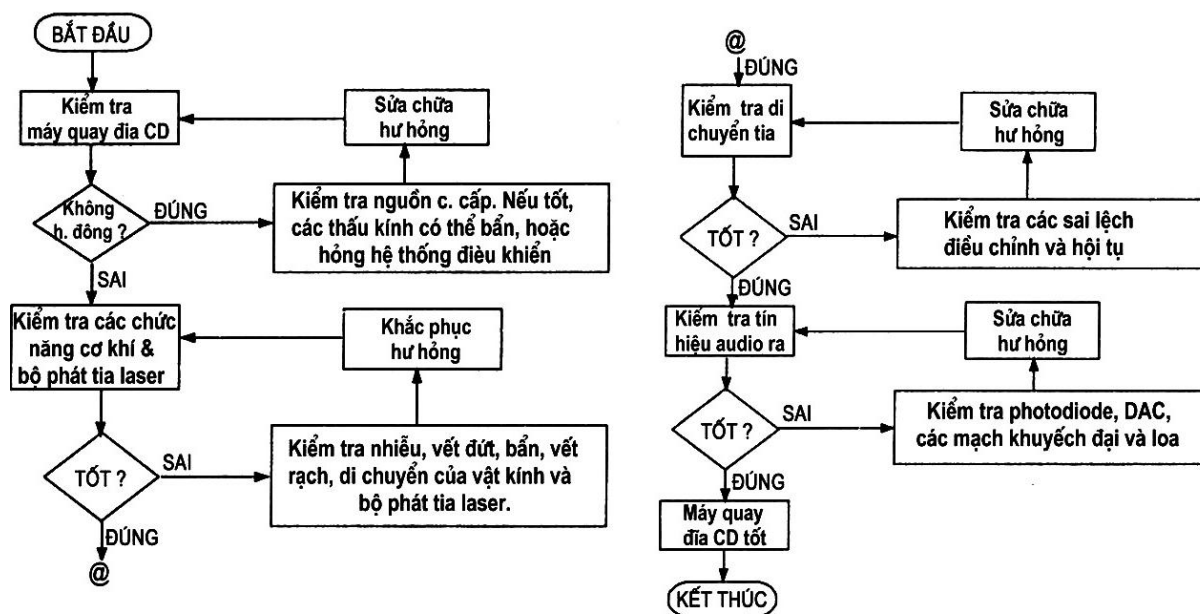 BẮT ĐẦU
Kiểm tra
máy quay đĩa CD
Sửa chữa
hư hỏng
Không
h. đông ?
ĐÚNG
Kiểm tra nguồn c. cấp. Nếu tốt,
các thấu kính có thể bẩn, hoặc
hỏng hệ thống đièu khiển
SAI
Kiểm tra các chức
năng cơ khí &
bộ phát tia laser
Khắc phục
hư hỏng
TỐT ?
SAI
Kiểm tra nhiễu, vết đứt, bẩn, vết
rạch, di chuyển của vật kính và
bộ phát tia laser.
ĐÚNG
@
@
ĐÚNG
Kiểm tra di
chuyển tia
Sửa chữa
hư hỏng
TỐT ?
SAI
Kiểm tra các sai lệch
điểu chỉnh và hội tụ
ĐÚNG
Kiểm tra tín
hiệu audio ra
Sửa chữa
hư hỏng
TỐT ?
SAI
Kiểm tra photodiode, DAC,
các mạch khuyếch đại và loa
ĐÚNG
Máy quay
đĩa CD tốt
KẾT THÚC